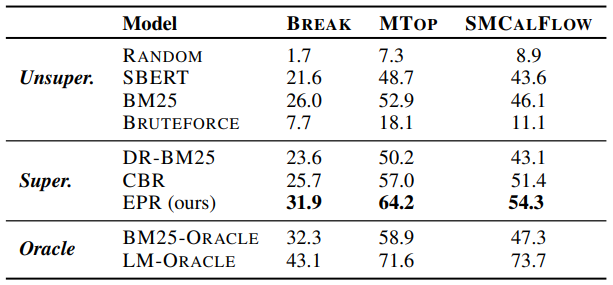 Model BREAK MTOP SMCALFLOW
RANDOM 1.7 7.3 8.9
Unsuper. SBERT 21.6 48.7 43.6
BM25 26.0 52.9 46.1
BRUTEFORCE 7.7 18.1 11.1
DR-BM25 23.6 50.2 43.1
Super. CBR 25.7 57.0 51.4
EPR (ours) 31.9 64.2 54.3
BM25-ORACLE 32.3 58.9 47.3
Oracle
LM-ORACLE 43.1 71.6 73.7